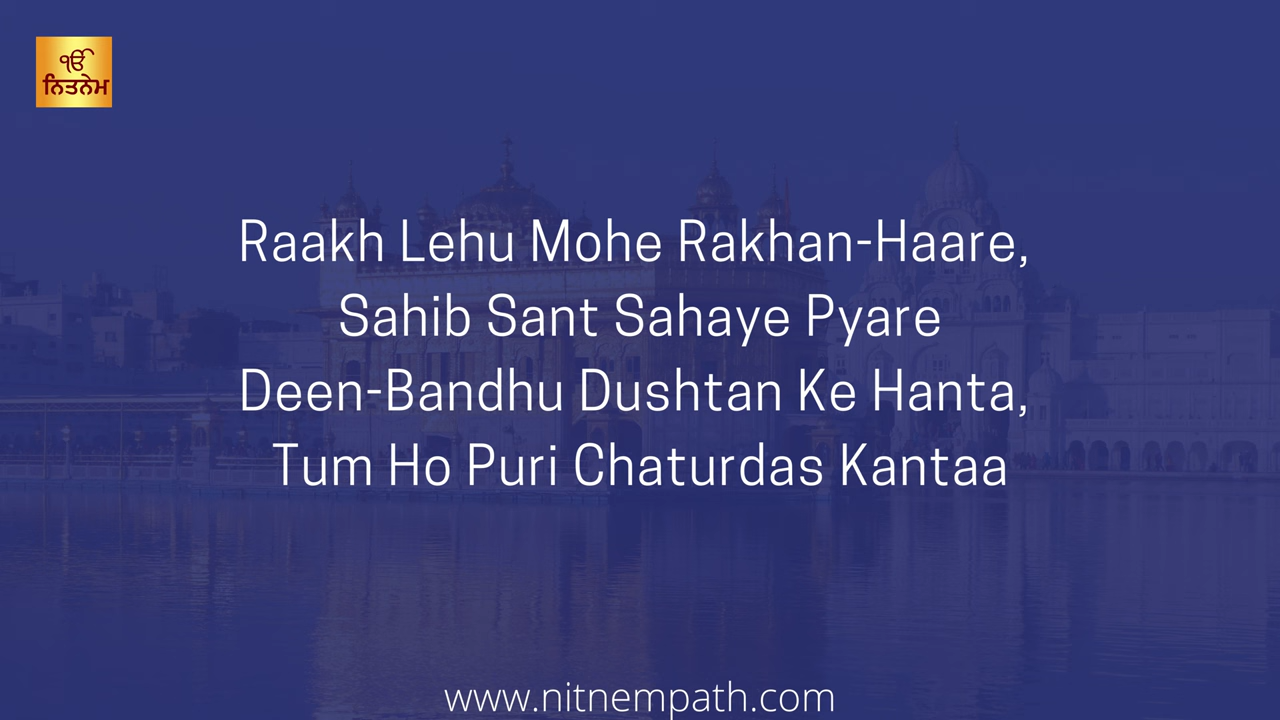 ੴ
ਨਿਤਨੇਮ
Raakh Lehu Mohe Rakhan-Haare,
Sahib Sant Sahaye Pyare
Deen-Bandhu Dushtan Ke Hanta,
Tum Ho Puri Chaturdas Kantaa
www.nitnempath.com